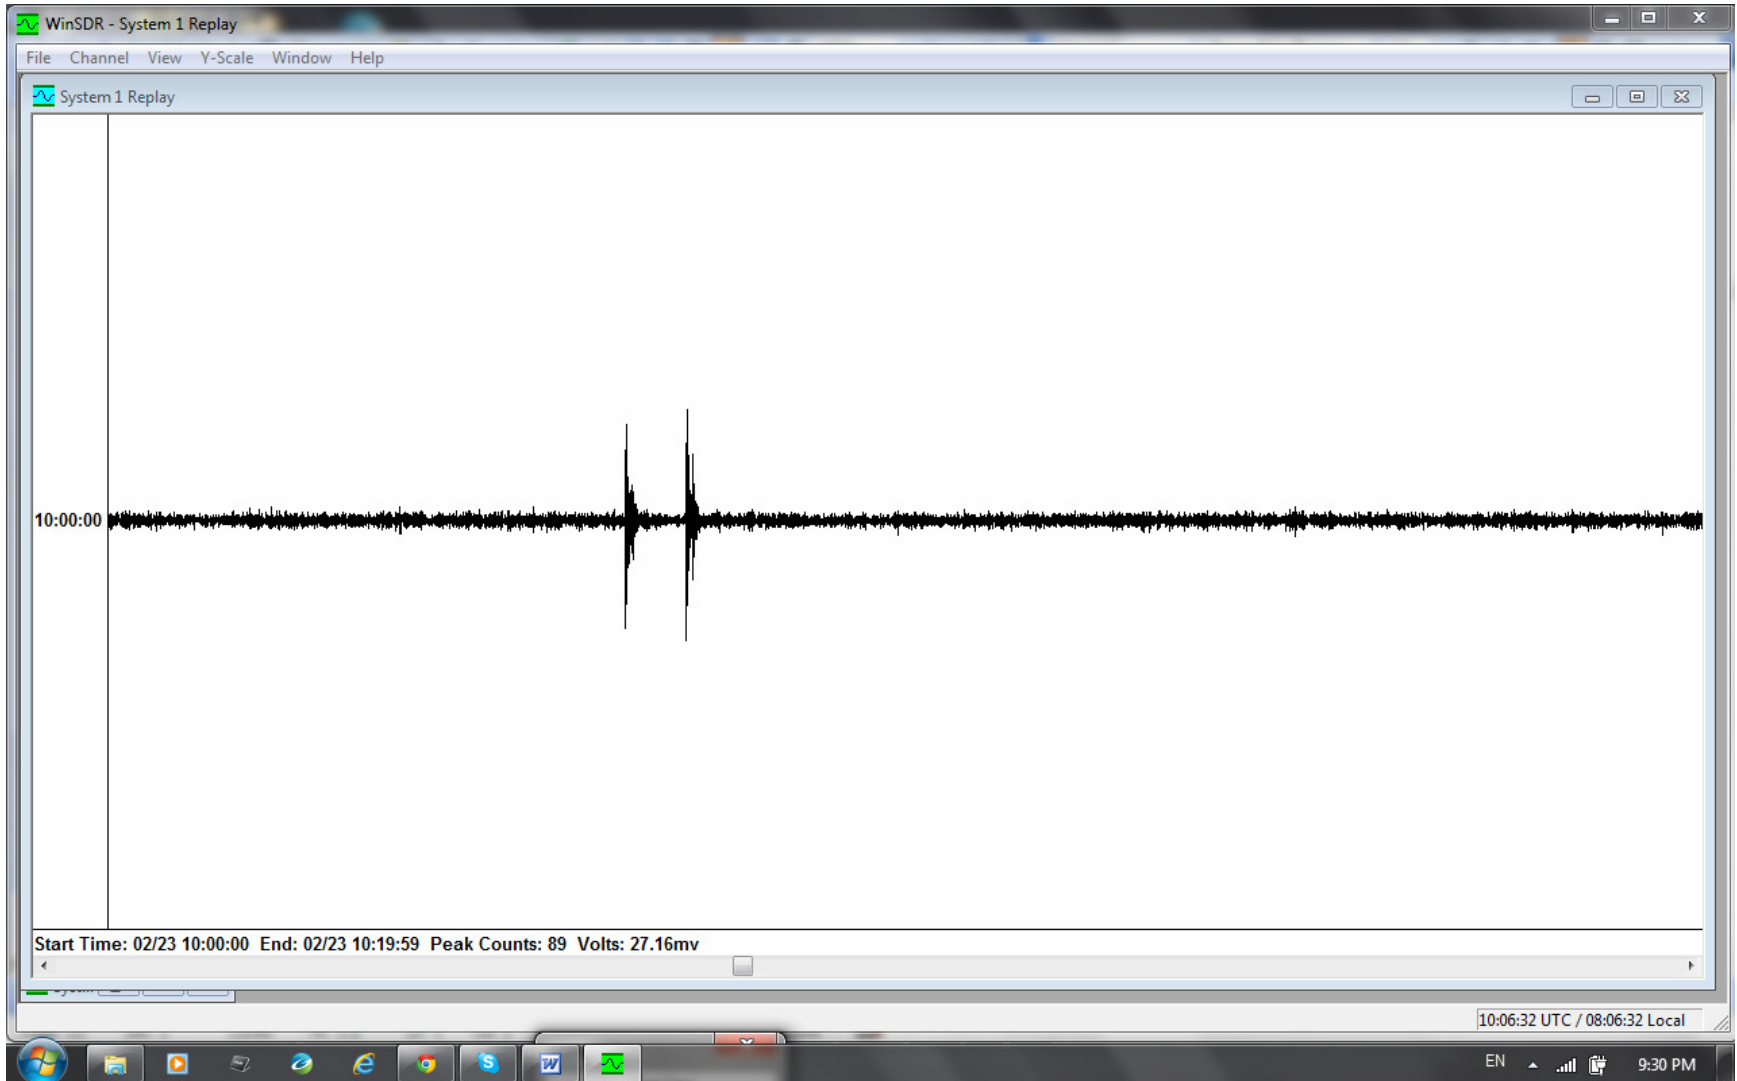 WinSDR - System 1 Replay
File Channel View Y-Scale Window Help
System 1 Replay
10:00:00
Start Time: 02/23 10:00:00 End: 02/23 10:19:59 Peak Counts: 89 Volts: 27.16mv
10:06:32 UTC / 08:06:32 Local
EN 9:30 PM